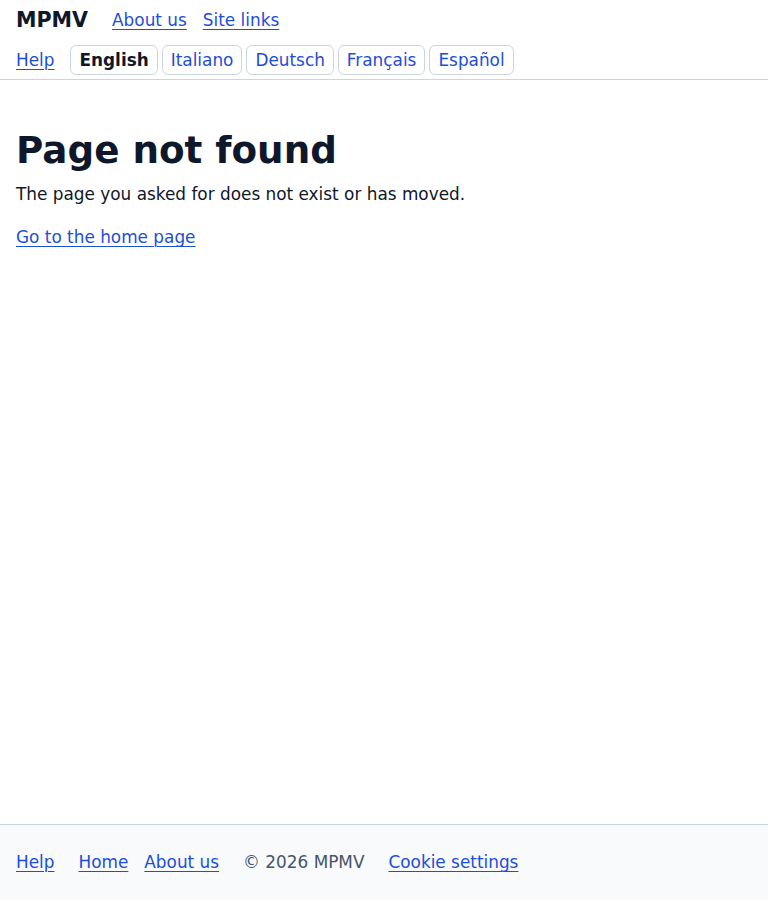 MPMV About us Site links
Help English Italiano Deutsch Français Español
Page not found
The page you asked for does not exist or has moved.
Go to the home page
Help Home About us © 2026 MPMV Cookie settings